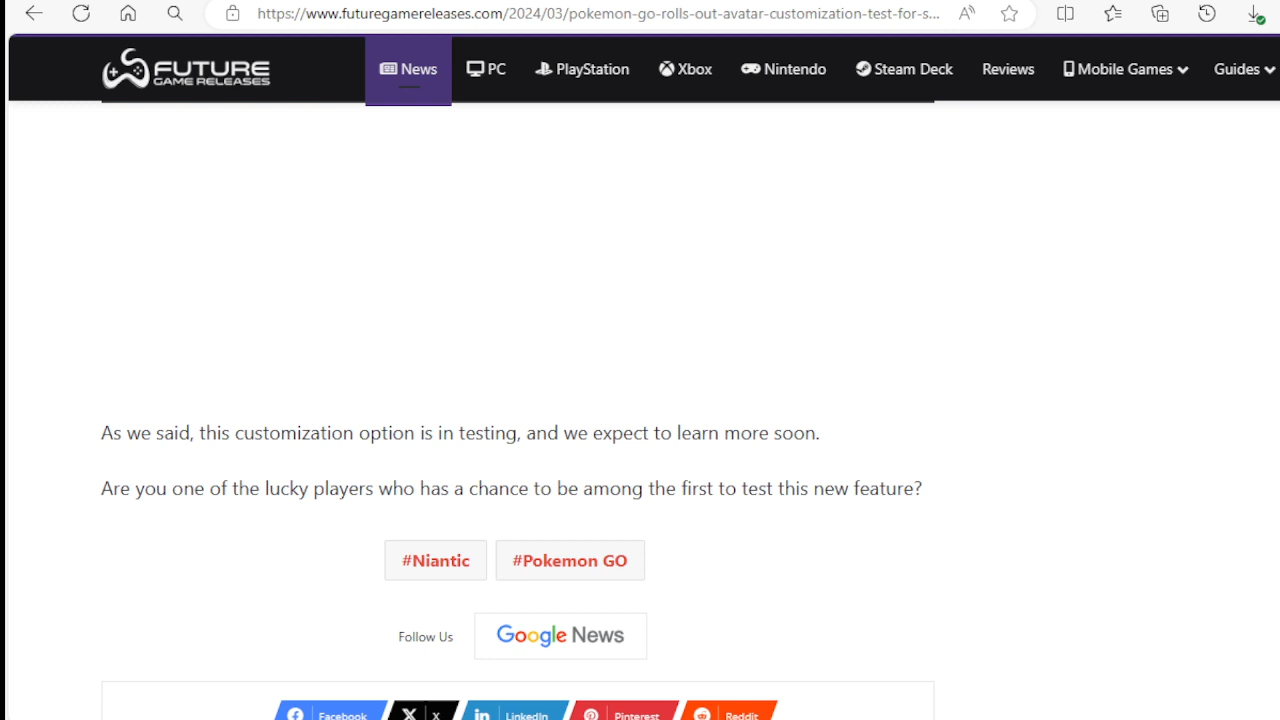 https://www.futuregamereleases.com/2024/03/pokemon-go-rolls-out-avatar-customization-test-for-s...
FUTURE
GAME RELEASES
News
PC
PlayStation
Xbox
Nintendo
Steam Deck
Reviews
Mobile Games
Guides
As we said, this customization option is in testing, and we expect to learn more soon.
Are you one of the lucky players who has a chance to be among the first to test this new feature?
#Niantic
#Pokemon GO
Follow Us
Google News
Facebook
X
LinkedIn
Pinterest
Reddit